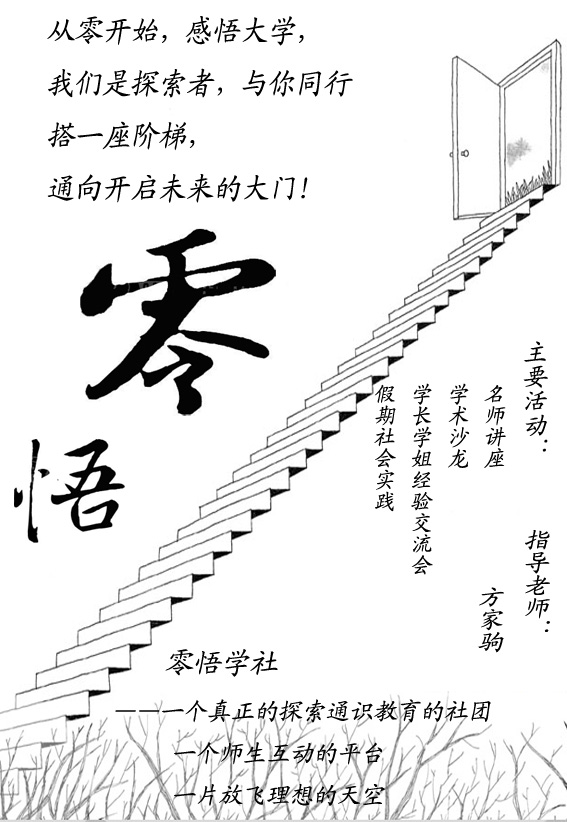 从零开始，感悟大学，
我们是探索者，与你同行
搭一座阶梯，
通向开启未来的大门！
零
悟
主要活动：
名师讲座
学术沙龙
学长学姐经验交流会
假期社会实践
指导老师：
方家驹
零悟学社
———一个真正的探索通识教育的社团
一个师生互动的平台
一片放飞理想的天空